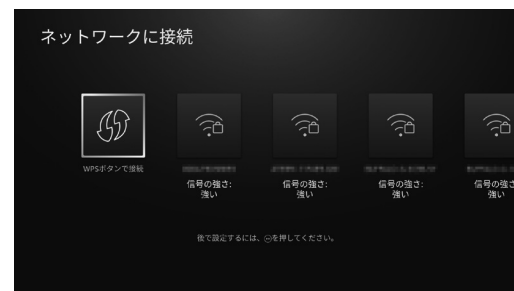 ネットワークに接続
WPSボタンで接続
信号の強さ:
強い
信号の強さ:
強い
信号の強さ:
強い
信号の強さ
強い
後で設定するには、を押してください。